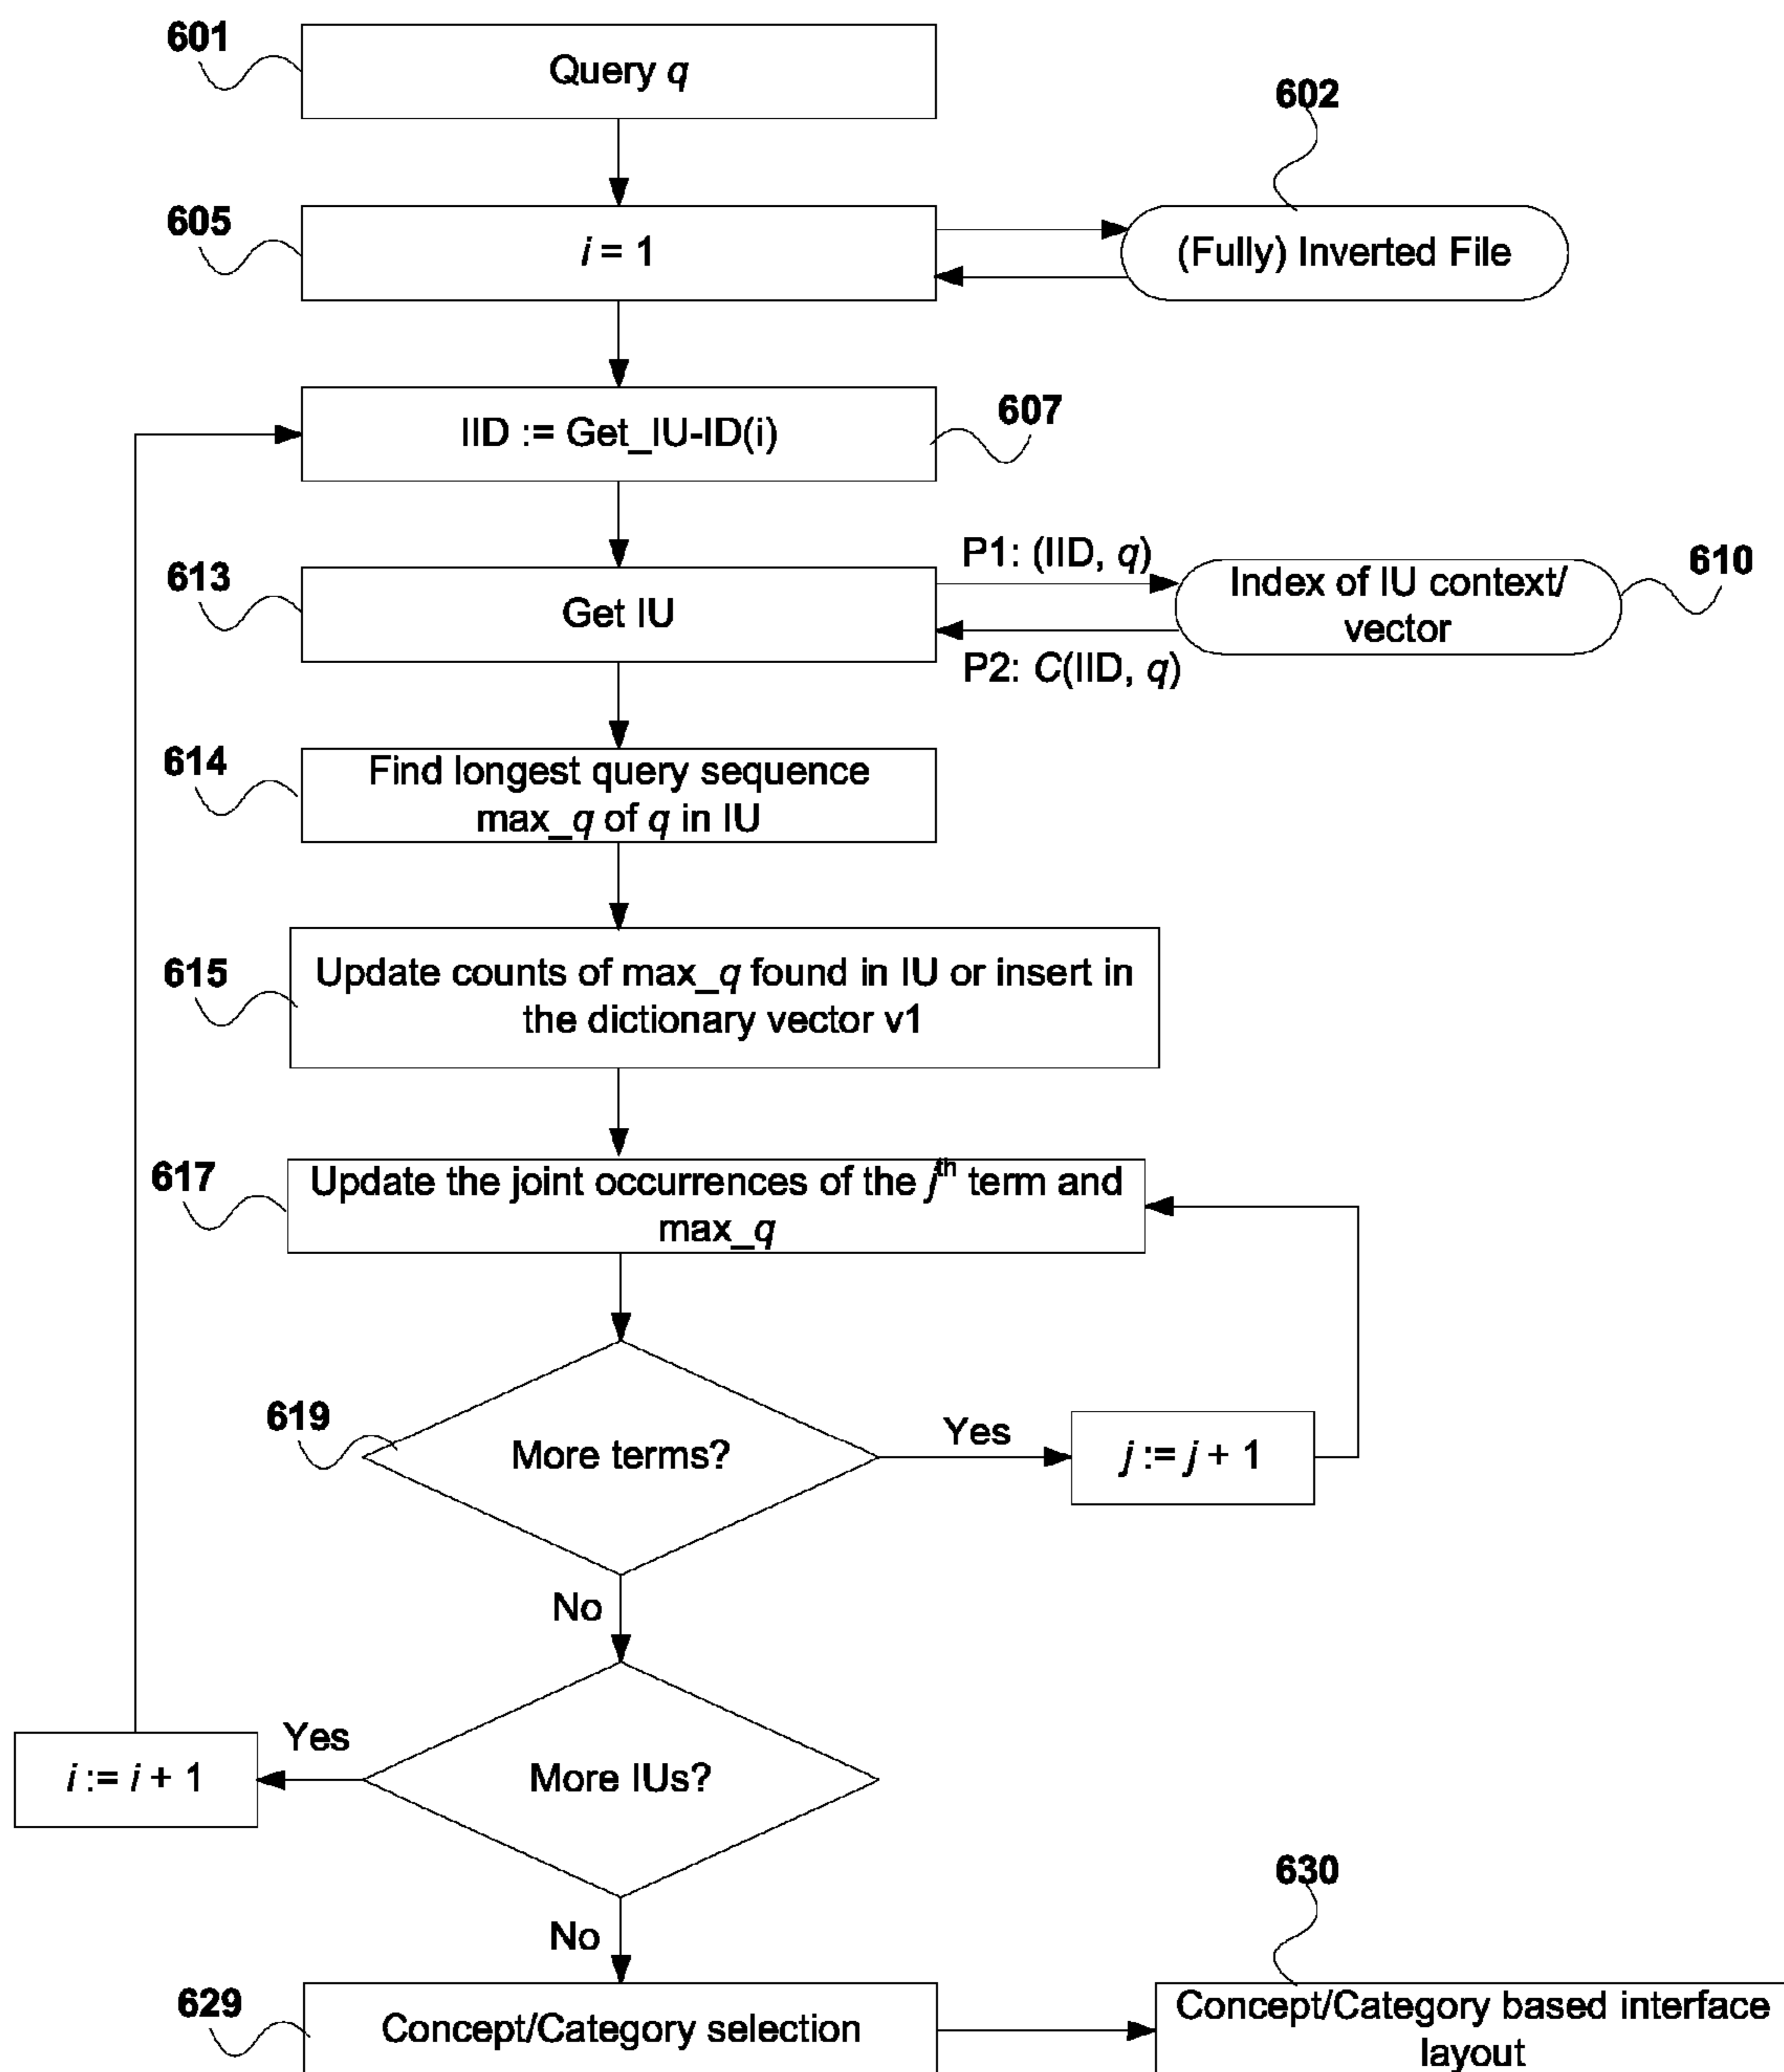 601
Query q
602
605
i = 1
(Fully) Inverted File
IID := Get_IU-ID(i)
607
613
Get IU
P1: (IID, q)
P2: C(IID, q)
Index of IU context/
vector
610
614
Find longest query sequence
max_q of q in IU
615
Update counts of max_q found in IU or insert in
the dictionary vector v1
617
Update the joint occurrences of the jth term and
max_q
619
More terms?
Yes
j := j + 1
No
More IUs?
Yes
i := i + 1
No
630
629
Concept/Category selection
Concept/Category based interface
layout